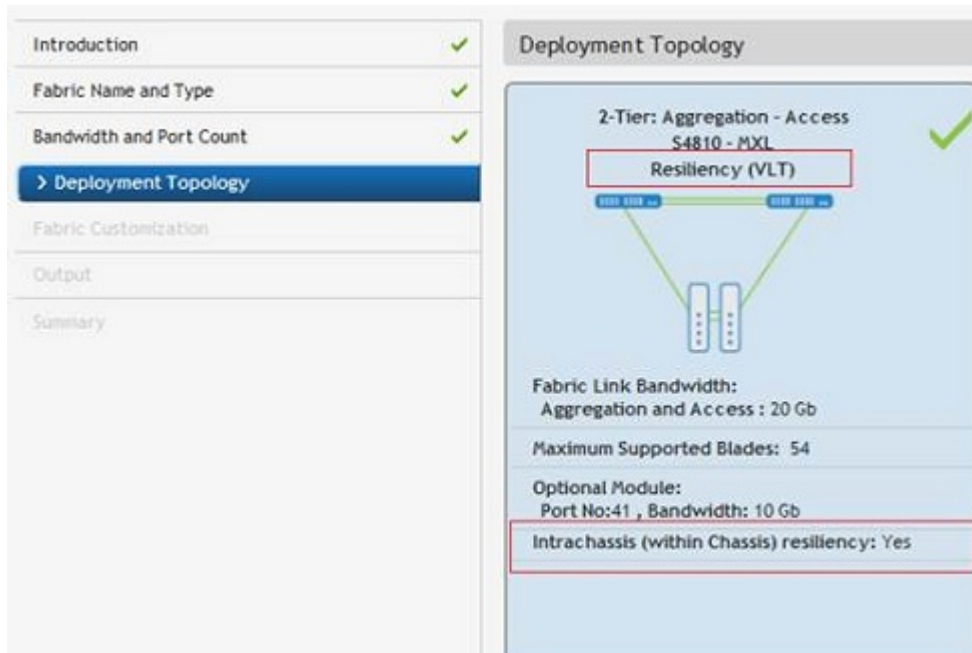 Introduction
Fabric Name and Type
Bandwidth and Port Count
> Deployment Topology
Fabric Customization
Output
Summary
Deployment Topology
2-Tier: Aggregation - Access
S4810 - MXL
Resiliency (VLT)
Fabric Link Bandwidth:
Aggregation and Access : 20 Gb
Maximum Supported Blades: 54
Optional Module:
Port No:41 , Bandwidth: 10 Gb
Intrachassis (within Chassis) resiliency: Yes